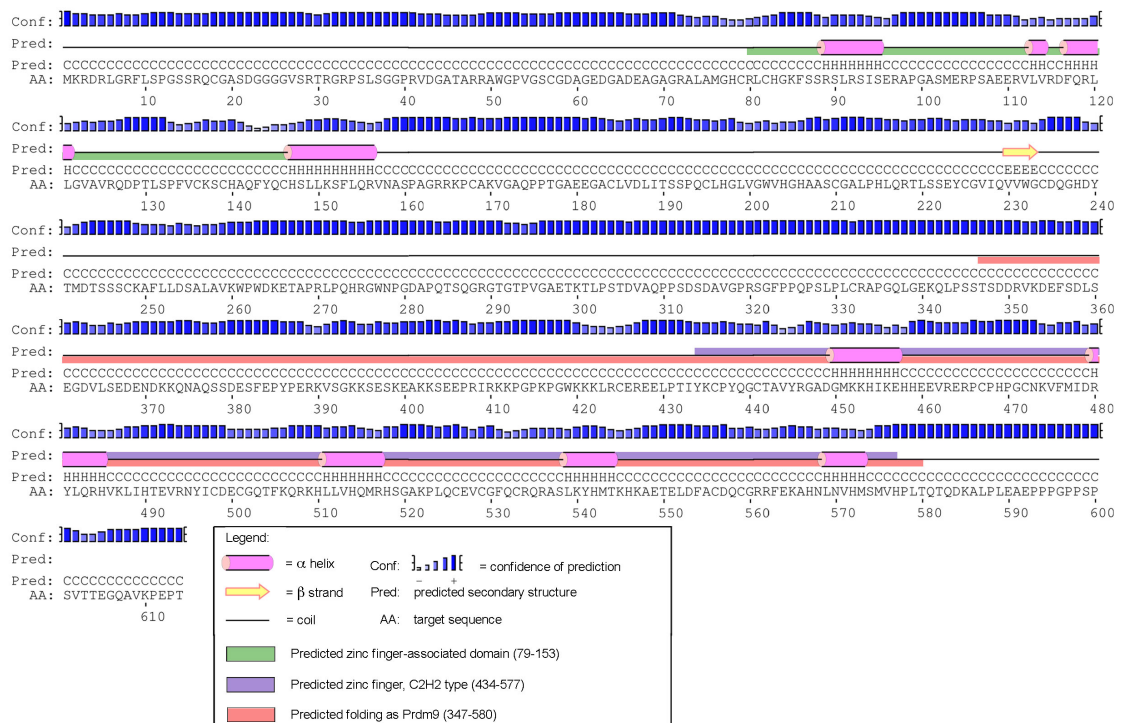 Conf:
Pred:
Pred: CCCCCCCCCCCCCCCCCCCCCCCCCCCCCCCCCCCCCCCCCCCCCCCCCCCCCCCCCCCCCCCCCCCCCCCCCCCCCCCCCCCCCCCCHHHHHHHCCCCCCCCCCCCCCCCCHHCCHHHH
AA: MKRDRLGRFLSPGSSRQCGASDGGGGVSRTRGRPSLSGGPRVDGATARRAWGPVGSCGDAGEDGADEAGAGRALAMGHCRLCHGKFSSRSLRSISERAPGASMERPSAEERVLVRDFQRL
10 20 30 40 50 60 70 80 90 100 110 120
Conf:
Pred:
Pred: HCCCCCCCCCCCCCCCCCCCCCCCCCHHHHHHHHHHCCCCCCCCCCCCCCCCCCCCCCCCCCCCCCCCCCCCCCCCCCCCCCCCCCCCCCCCCCCCCCCCCCCCCCCCCEEEECCCCCCC
AA: LGVAVRQDPTLSPFVCKSCHAQFYQCHSLLKSFLQRVNASPAGRRKPCAKVGAQPPTGAEEGACLVDLITSSPQCLHGLVGWVHGHAASCGALPHLQRTLSSEYCGVIQVVWGCDQGHDY
130 140 150 160 170 180 190 200 210 220 230 240
Conf:
Pred:
Pred: CCCCCCCCCCCCCCCCCCCCCCCCCCCCCCCCCCCCCCCCCCCCCCCCCCCCCCCCCCCCCCCCCCCCCCCCCCCCCCCCCCCCCCCCCCCCCCCCCCCCCCCCCCCCCCCCCCCCCCCC
AA: TMDTSSSCKAFLLDSALAVKWPWDKETAPRLPQHRGWNPGDAPQTSQGRGTGTPVGAETKTLPSTDVAQPPSDSDAVGPRSGFPPQPSLPLCRAPGQLGEKQLPSSTSDDRVKDEFSDLS
250 260 270 280 290 300 310 320 330 340 350 360
Conf:
Pred:
Pred: CCCCCCCCCCCCCCCCCCCCCCCCCCCCCCCCCCCCCCCCCCCCCCCCCCCCCCCCCCCCCCCCCCCCCCCCCCCCCCCCCCCCCCCCCHHHHHHHHCCCCCCCCCCCCCCCCCCCCCCH
AA: EGDVLSEDENDKKQNAQSSDESFEPYPERKVSGKKSESKEAKKSEEPRIRKKPGPKPGWKKKLRCEREELPTIYKCPYQGCTAVYRGADGMKKHIKEHHEEVRERPCPHPGCNKVFMIDR
370 380 390 400 410 420 430 440 450 460 470 480
Conf:
Pred:
Pred: HHHHHCCCCCCCCCCCCCCCCCCCCCCCCCHHHHHHHCCCCCCCCCCCCCCCCCCCCCHHHHHHCCCCCCCCCCCCCCCCCCCCCCCCHHHHHCCCCCCCCCCCCCCCCCCCCCCCCCCC
AA: YLQRHVKLIHTEVRNYICDECGQTFKQRKHLLVHQMRHSGAKPLQCEVCGFQCRQRASLKYHMTKHKAETELDFACDQCGRRFEKAHNLNVHMSMVHPLTQTQDKALPLEAEPPPGPPSP
490 500 510 520 530 540 550 560 570 580 590 600
Conf:
Pred:
Pred: CCCCCCCCCCCCCC
AA: SVTTEGQAVKPEPT
610
Legend:
= α helix Conf: - + = confidence of prediction
= β strand Pred: predicted secondary structure
= coil AA: target sequence
Predicted zinc finger-associated domain (79-153)
Predicted zinc finger, C2H2 type (434-577)
Predicted folding as Prdm9 (347-580)